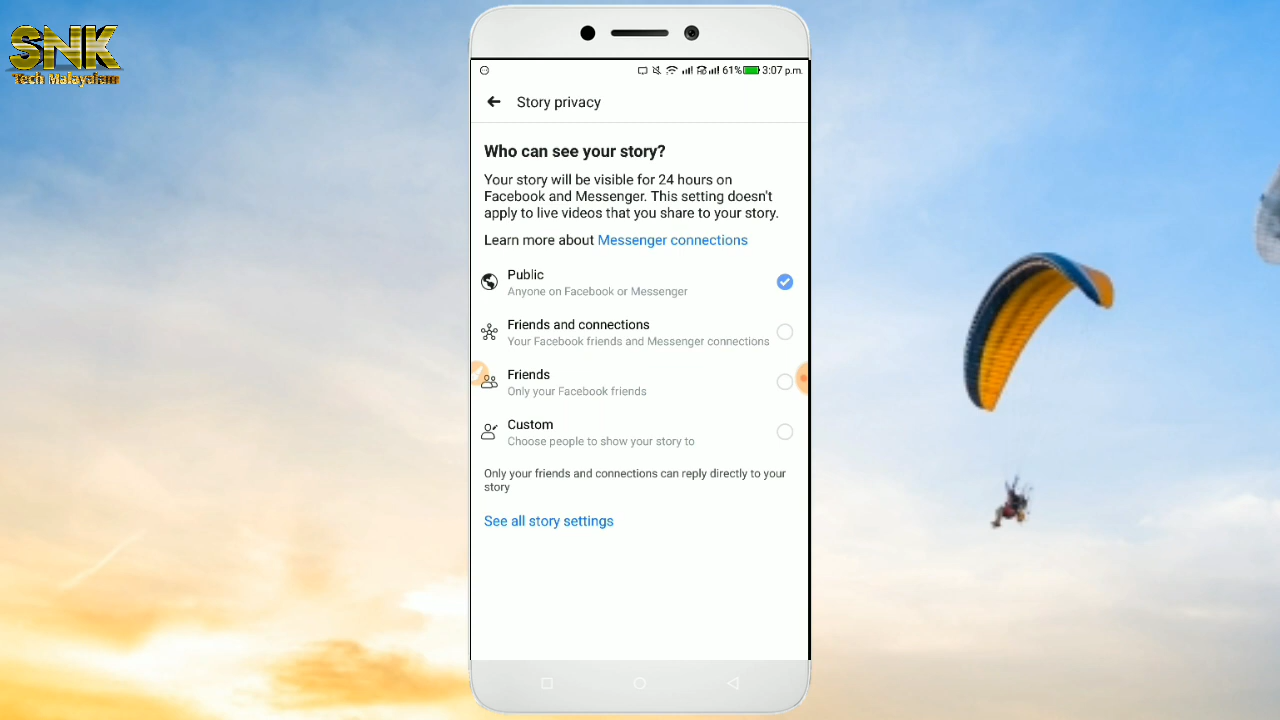 SNK
Tech Malayalam
61%
3:07 p.m.
Story privacy
Who can see your story?
Your story will be visible for 24 hours on
Facebook and Messenger. This setting doesn't
apply to live videos that you share to your story.
Learn more about Messenger connections
Public
Anyone on Facebook or Messenger
Friends and connections
Your Facebook friends and Messenger connections
Friends
Only your Facebook friends
Custom
Choose people to show your story to
Only your friends and connections can reply directly to your
story
See all story settings